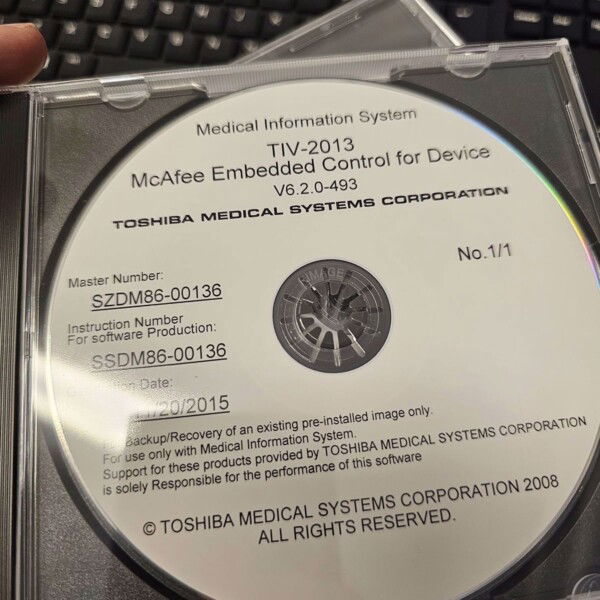 Medical Information System
TIV-2013
McAfee Embedded Control for Device
V6.2.0-493
TOSHIBA MEDICAL SYSTEMS CORPORATION
No.1/1
Master Number:
SZDM86-00136
Instruction Number
For software Production:
SSDM86-00136
Date:
/20/2015
Backup/Recovery of an existing pre-installed image only.
For use only with Medical Information System.
Support for these products provided by TOSHIBA MEDICAL SYSTEMS CORPORATION
is solely Responsible for the performance of this software
© TOSHIBA MEDICAL SYSTEMS CORPORATION 2008
ALL RIGHTS RESERVED.